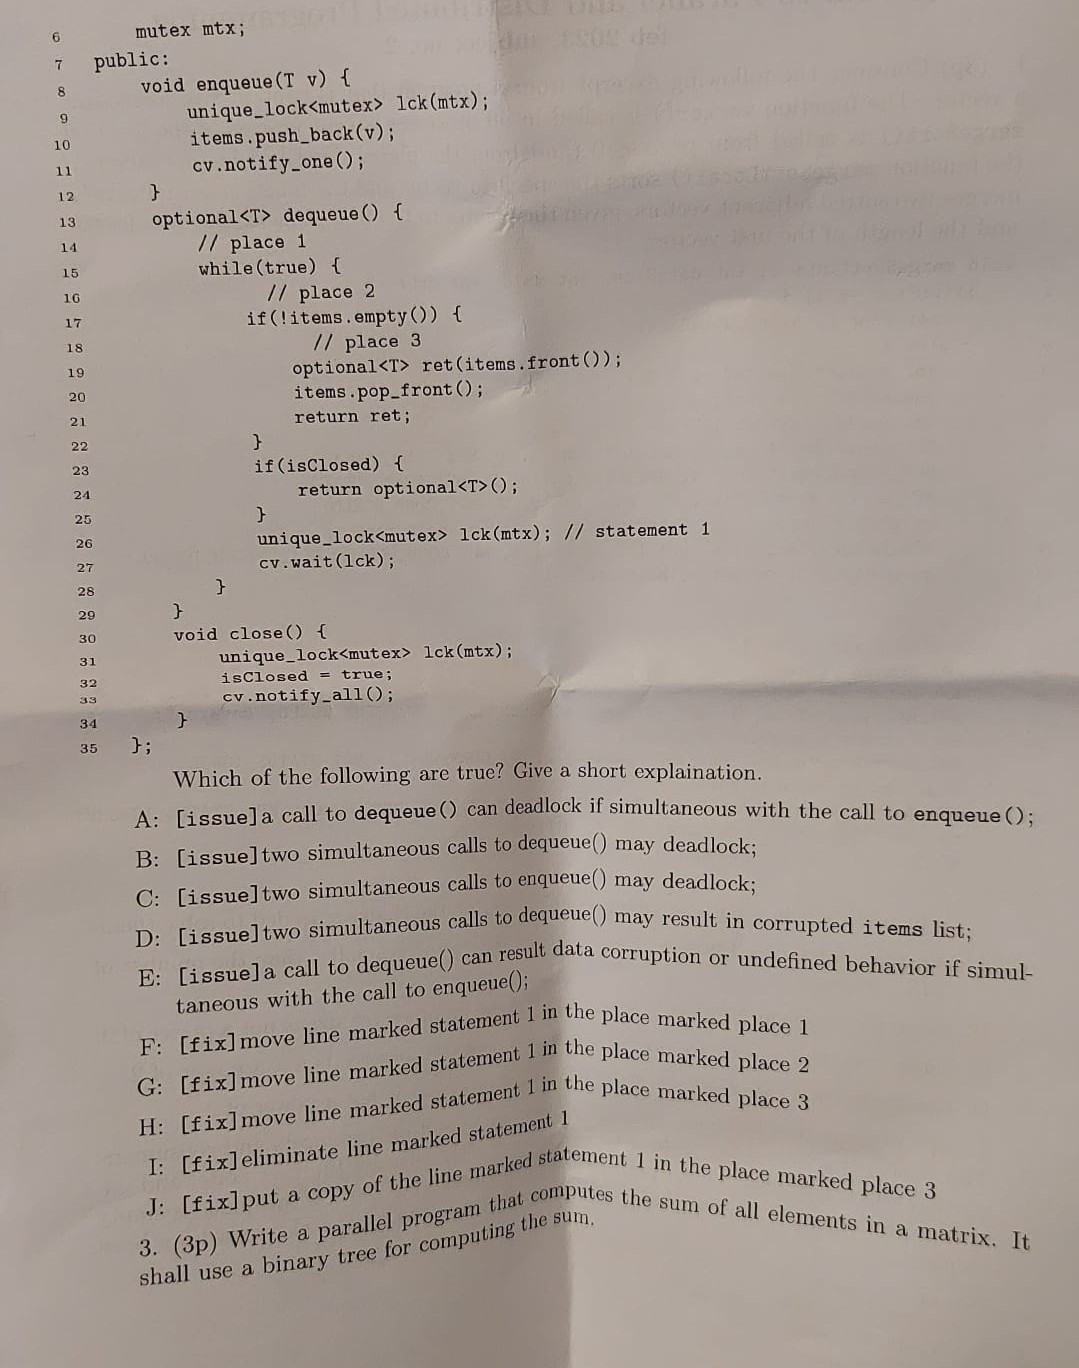 6 mutex mtx;
7 public:
8 void enqueue(T v) {
9 unique_lock<mutex> lck(mtx);
10 items.push_back(v);
11 cv.notify_one();
12 }
13 optional<T> dequeue() {
14 // place 1
15 while(true) {
16 // place 2
17 if(!items.empty()) {
18 // place 3
19 optional<T> ret(items.front());
20 items.pop_front();
21 return ret;
22 }
23 if(isClosed) {
24 return optional<T>();
25 }
26 unique_lock<mutex> lck(mtx); // statement 1
27 cv.wait(lck);
28 }
29 }
30 void close() {
31 unique_lock<mutex> lck(mtx);
32 isClosed = true;
33 cv.notify_all();
34 }
35 };
Which of the following are true? Give a short explaination.
A: [issue]a call to dequeue() can deadlock if simultaneous with the call to enqueue();
B: [issue]two simultaneous calls to dequeue() may deadlock;
C: [issue]two simultaneous calls to enqueue() may deadlock;
D: [issue]two simultaneous calls to dequeue() may result in corrupted items list;
E: [issue]a call to dequeue() can result data corruption or undefined behavior if simul-
taneous with the call to enqueue();
F: [fix]move line marked statement 1 in the place marked place 1
G: [fix]move line marked statement 1 in the place marked place 2
H: [fix]move line marked statement 1 in the place marked place 3
I: [fix]eliminate line marked statement 1
J: [fix]put a copy of the line marked statement 1 in the place marked place 3
3. (3p) Write a parallel program that computes the sum of all elements in a matrix. It
shall use a binary tree for computing the sum.